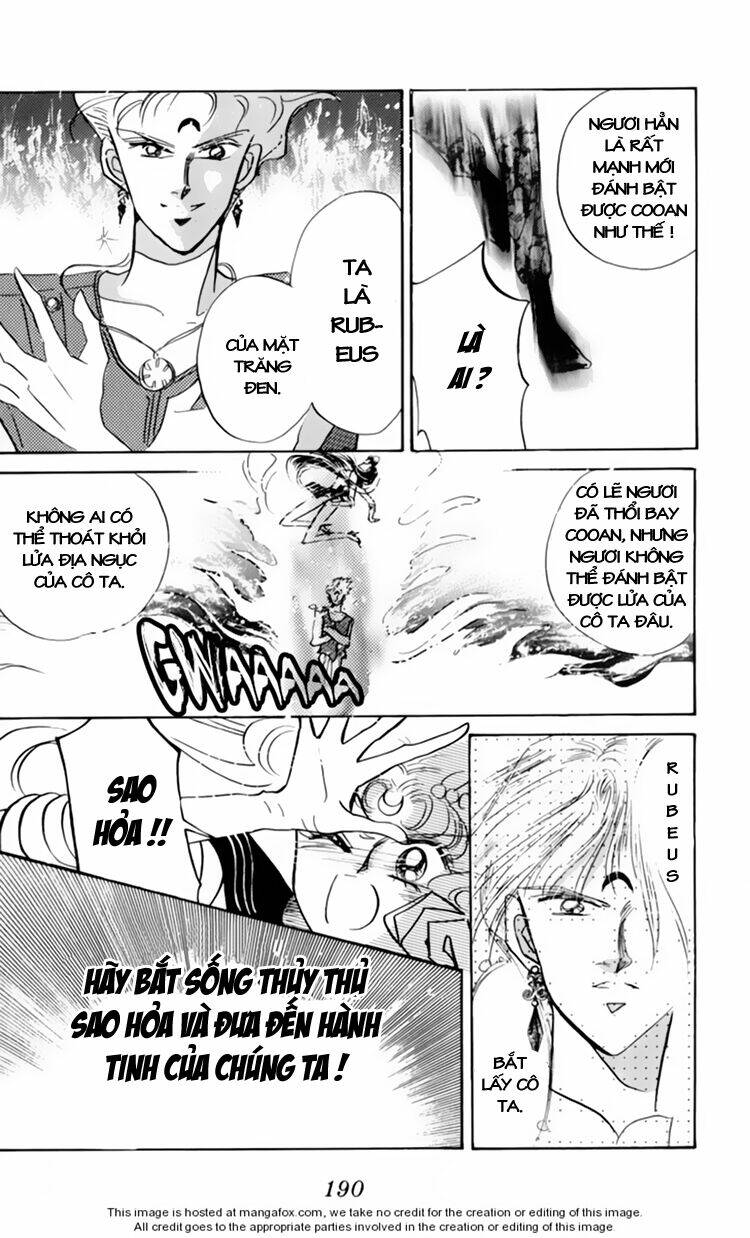 NGƯƠI HẲN
LÀ RẤT
MẠNH MỚI
ĐÁNH BẬT
ĐƯỢC COOAN
NHƯ THẾ !
LÀ
AI ?
TA
LÀ
RUB-
EUS
CỦA MẶT
TRĂNG
ĐEN.
CÓ LẼ NGƯƠI
ĐÃ THỔI BAY
COOAN, NHƯNG
NGƯƠI KHÔNG
THỂ ĐÁNH BẬT
ĐƯỢC LỬA CỦA
CÔ TA ĐÂU.
KHÔNG AI CÓ
THỂ THOÁT KHỎI
LỬA ĐỊA NGỤC
CỦA CÔ TA.
GWAAAAA
RUBEUS
BẮT
LẤY CÔ
TA.
SAO
HỎA !!
HÃY BẮT SỐNG THỦY THỦ
SAO HỎA VÀ ĐƯA ĐẾN HÀNH
TINH CỦA CHÚNG TA !
190
This image is hosted at mangafox.com, we take no credit for the creation or editing of this image.
All credit goes to the appropriate parties involved in the creation or editing of this image